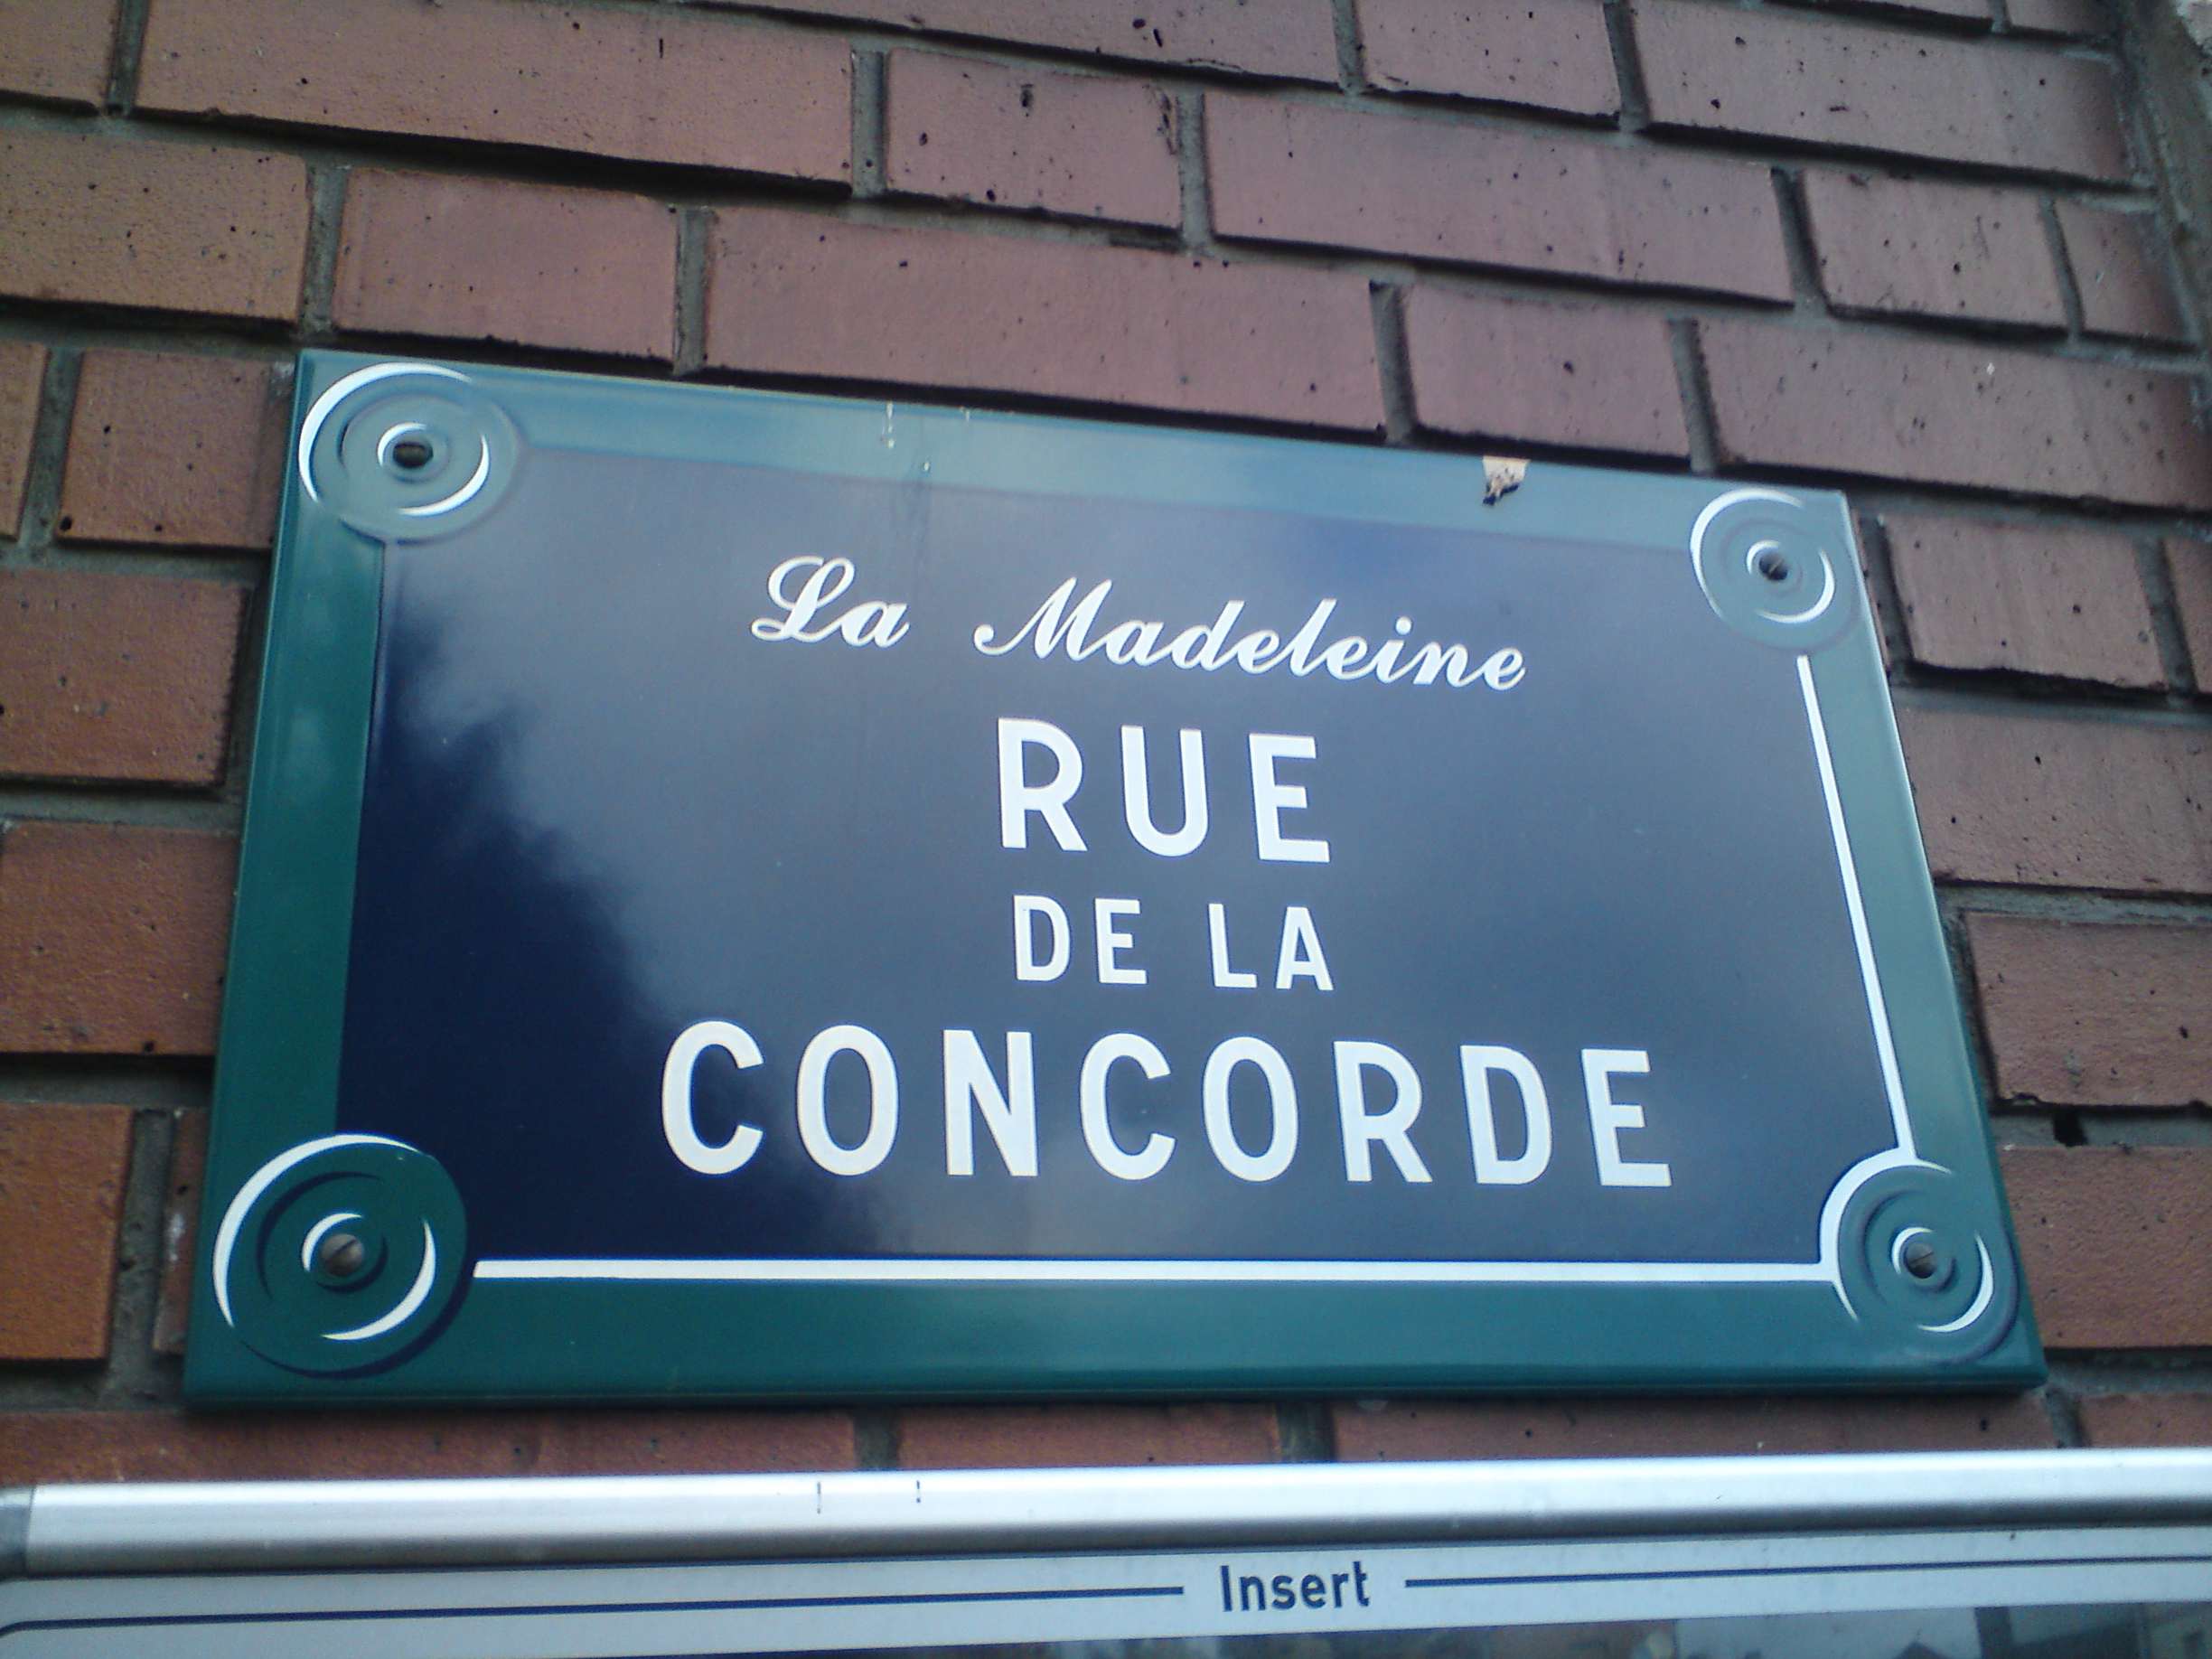 La Madeleine
RUE
DE LA
CONCORDE
Insert